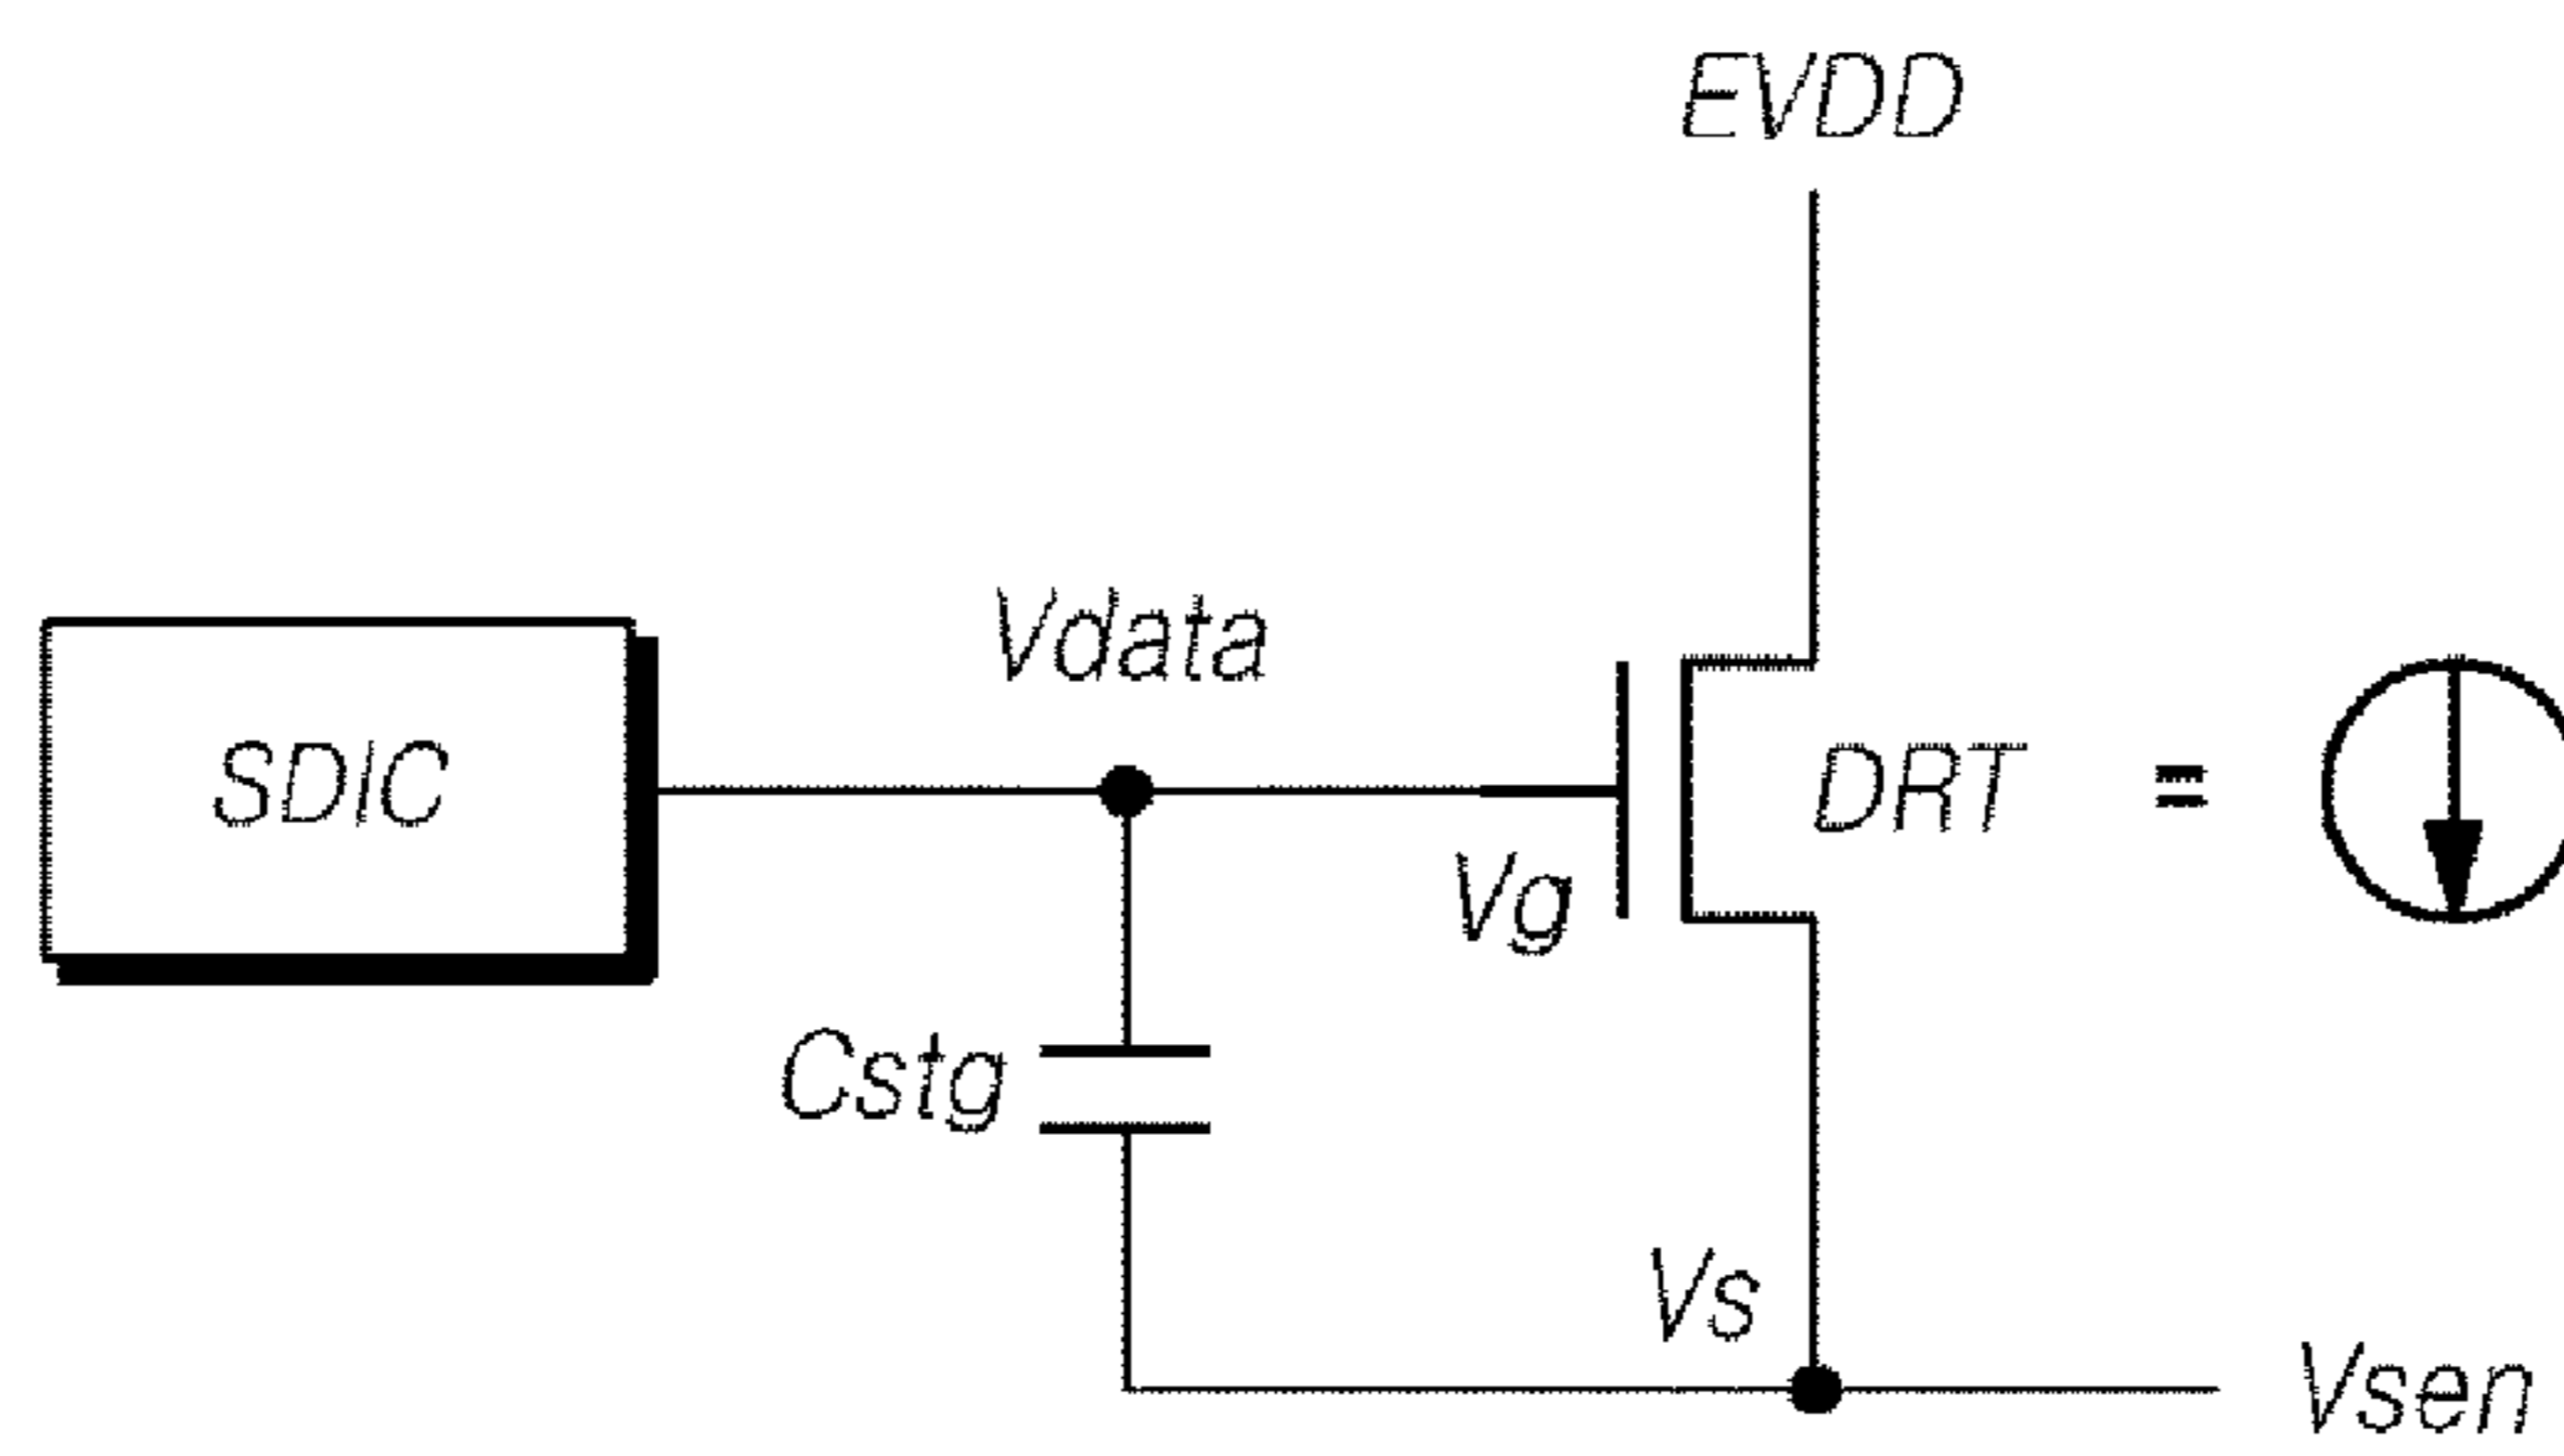 EVDD
Vdata
SDIC
DRT =
Vg
Cstg
Vs
Vsen